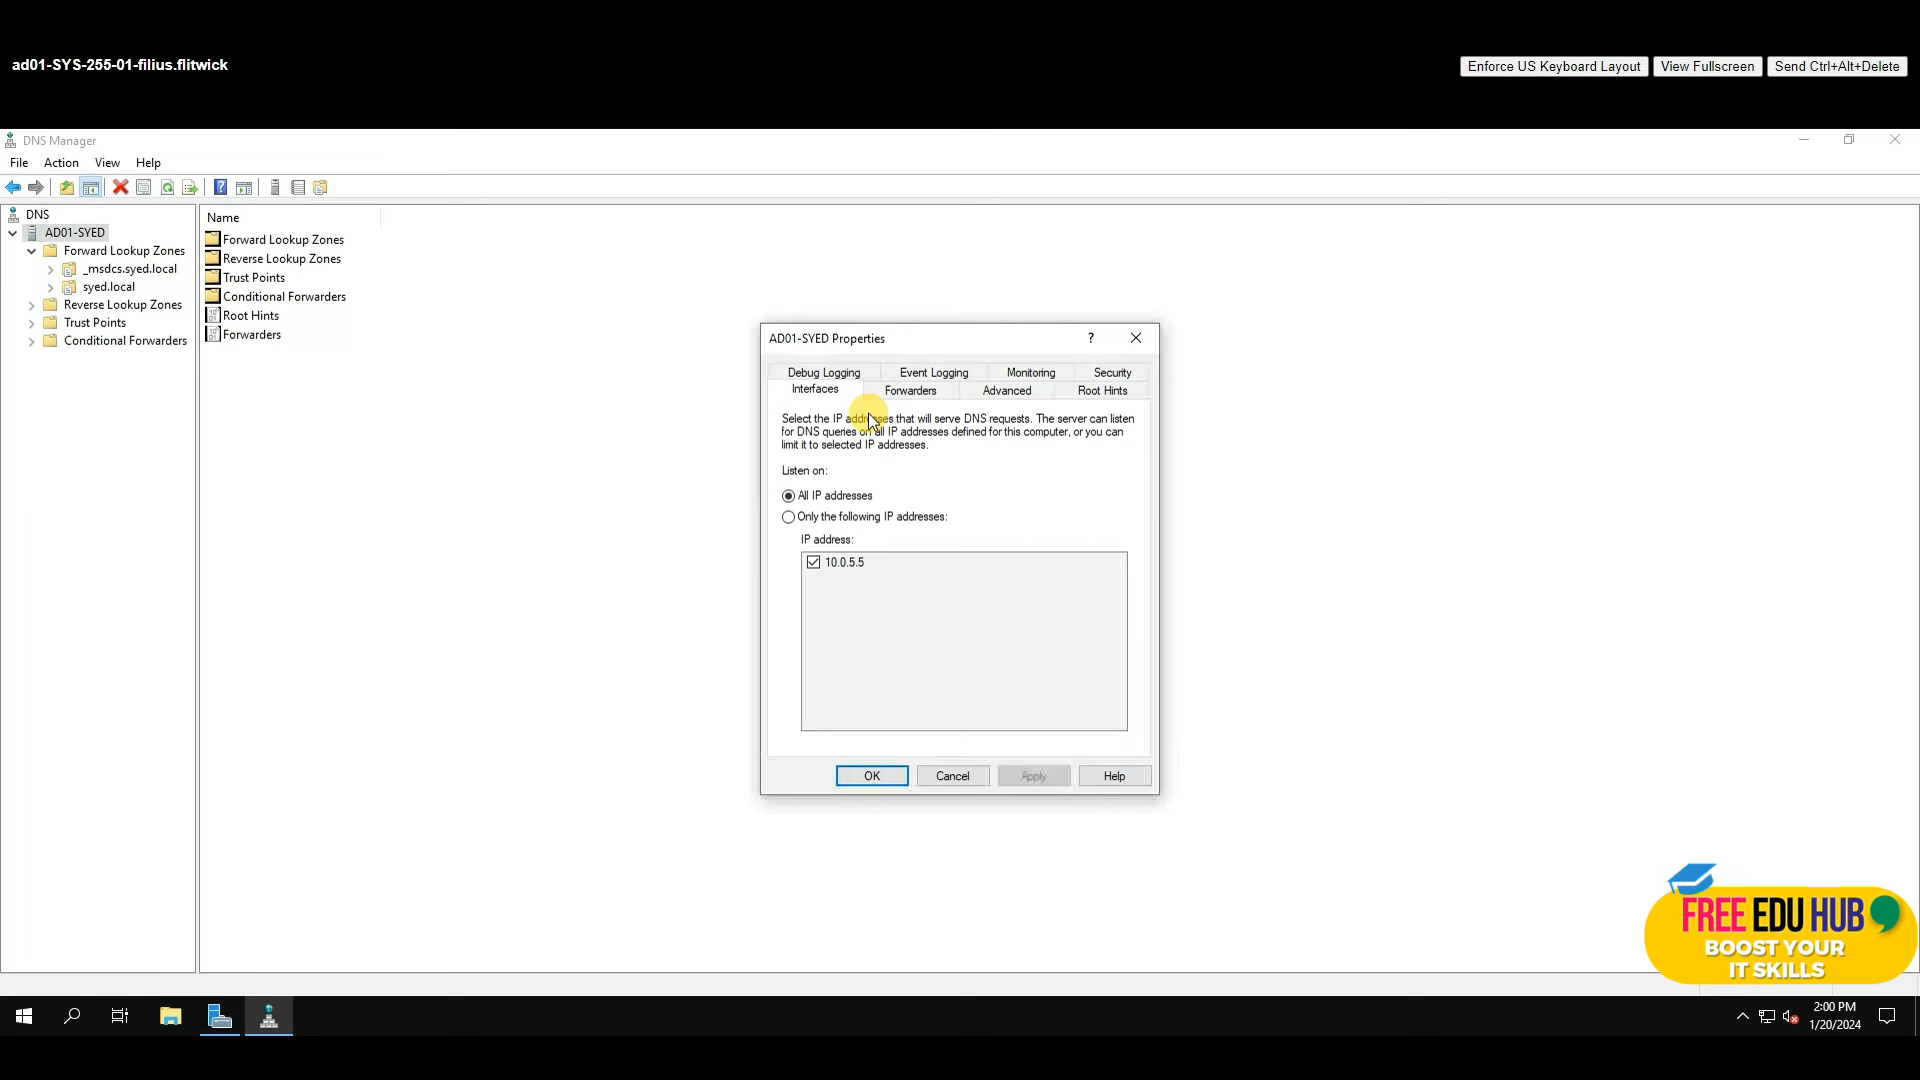 ad01-SYS-255-01-filius.flitwick
Enforce US Keyboard Layout
View Fullscreen
Send Ctrl+Alt+Delete
DNS Manager
File Action View Help
DNS
AD01-SYED
Forward Lookup Zones
_msdcs.syed.local
syed.local
Reverse Lookup Zones
Trust Points
Conditional Forwarders
Name
Forward Lookup Zones
Reverse Lookup Zones
Trust Points
Conditional Forwarders
Root Hints
Forwarders
AD01-SYED Properties
Debug Logging Event Logging Monitoring Security
Interfaces Forwarders Advanced Root Hints
Select the IP addresses that will serve DNS requests. The server can listen
for DNS queries on all IP addresses defined for this computer, or you can
limit it to selected IP addresses.
Listen on:
All IP addresses
Only the following IP addresses:
IP address:
10.0.5.5
OK Cancel Apply Help
FREE EDU HUB
BOOST YOUR
IT SKILLS
2:00 PM
1/20/2024